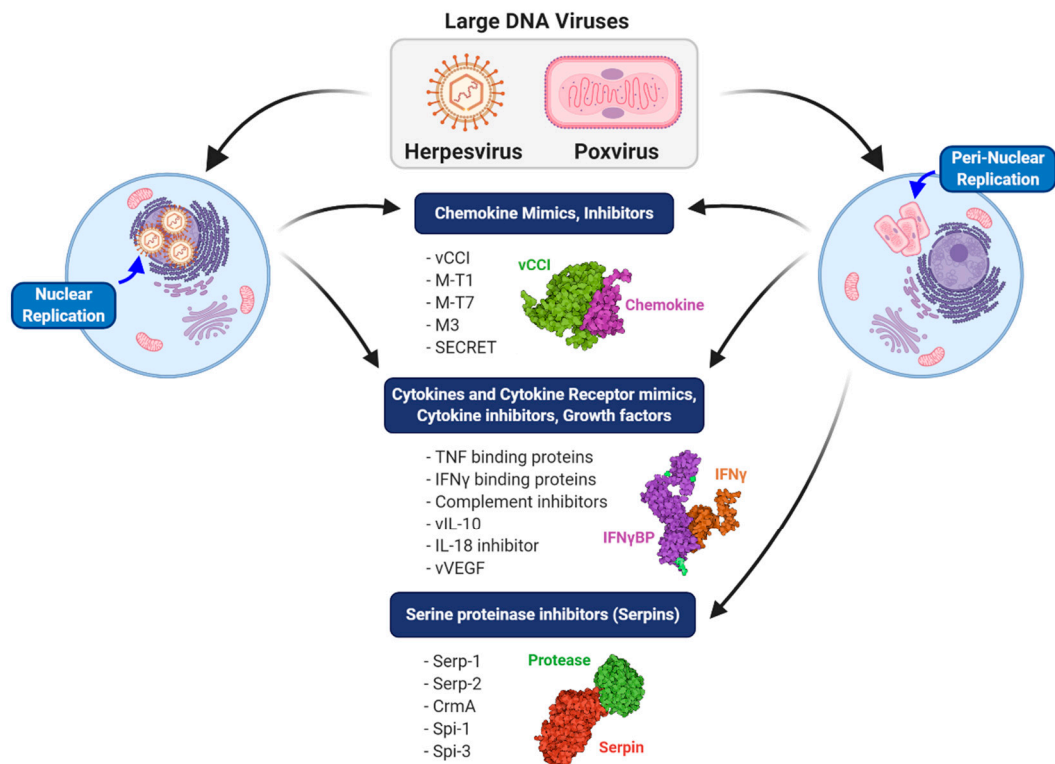 Large DNA Viruses
Herpesvirus
Poxvirus
Peri-Nuclear
Replication
Nuclear
Replication
Chemokine Mimics, Inhibitors
- vCCI
- M-T1
- M-T7
- M3
- SECRET
vCCI
Chemokine
Cytokines and Cytokine Receptor mimics,
Cytokine inhibitors, Growth factors
- TNF binding proteins
- IFNγ binding proteins
- Complement inhibitors
- vIL-10
- IL-18 inhibitor
- vVEGF
IFNγ
IFNγBP
Serine proteinase inhibitors (Serpins)
- Serp-1
- Serp-2
- CrmA
- Spi-1
- Spi-3
Protease
Serpin